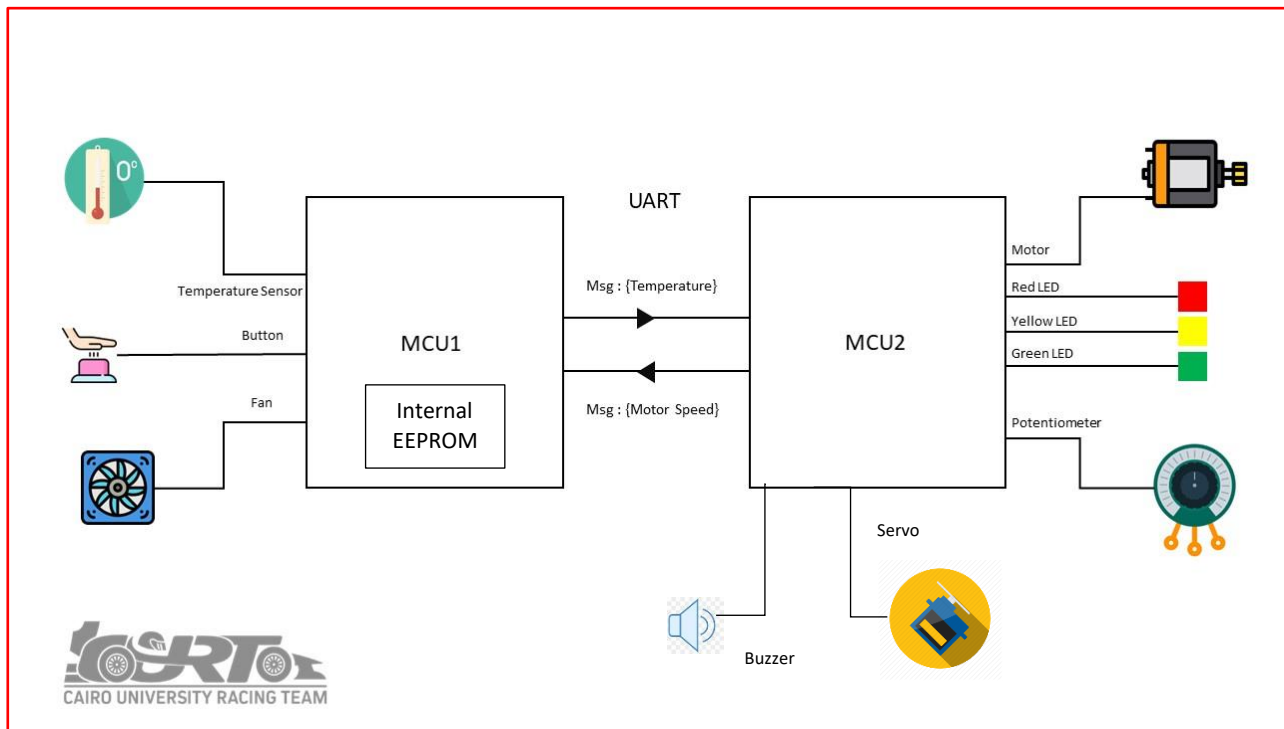 0°
UART
Temperature Sensor
Button
Fan
MCU1
Internal
EEPROM
Msg : {Temperature}
Msg : {Motor Speed}
MCU2
Motor
Red LED
Yellow LED
Green LED
Potentiometer
Servo
Buzzer
CURT
CAIRO UNIVERSITY RACING TEAM